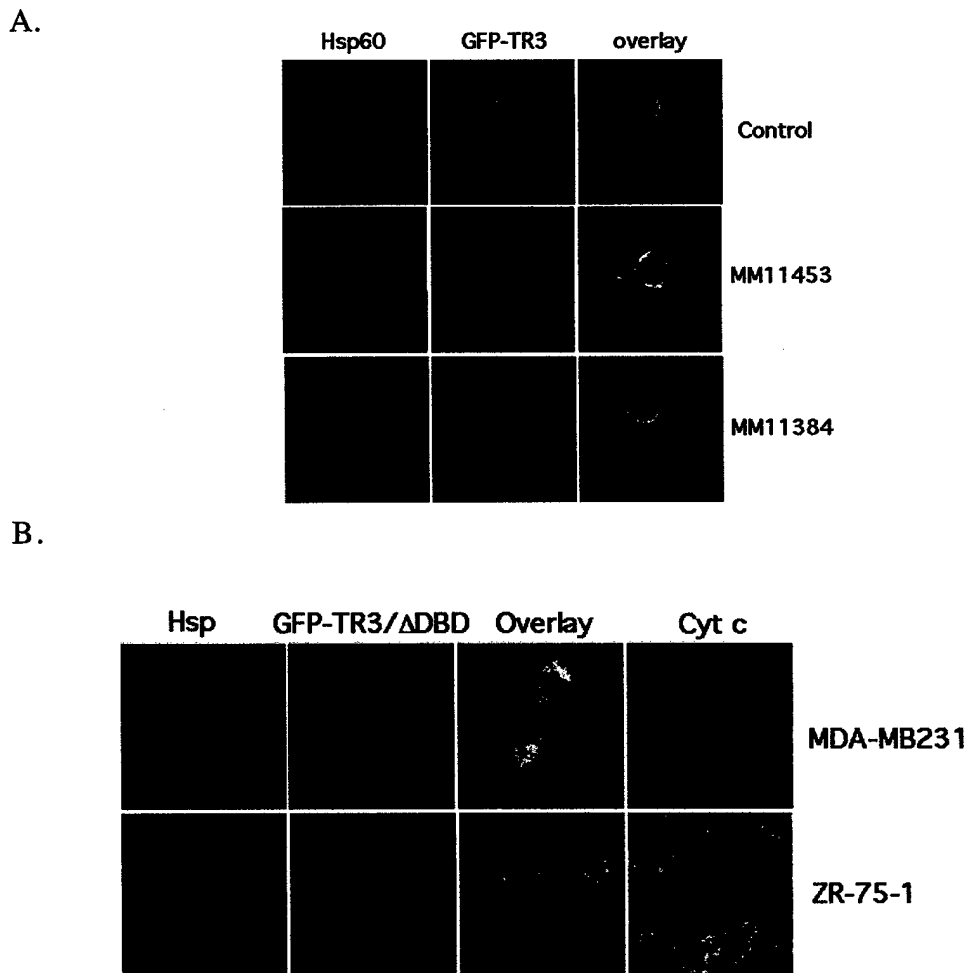 A.
Hsp60 GFP-TR3 overlay
Control
MM11453
MM11384
B.
Hsp GFP-TR3/ΔDBD Overlay Cyt c
MDA-MB231
ZR-75-1